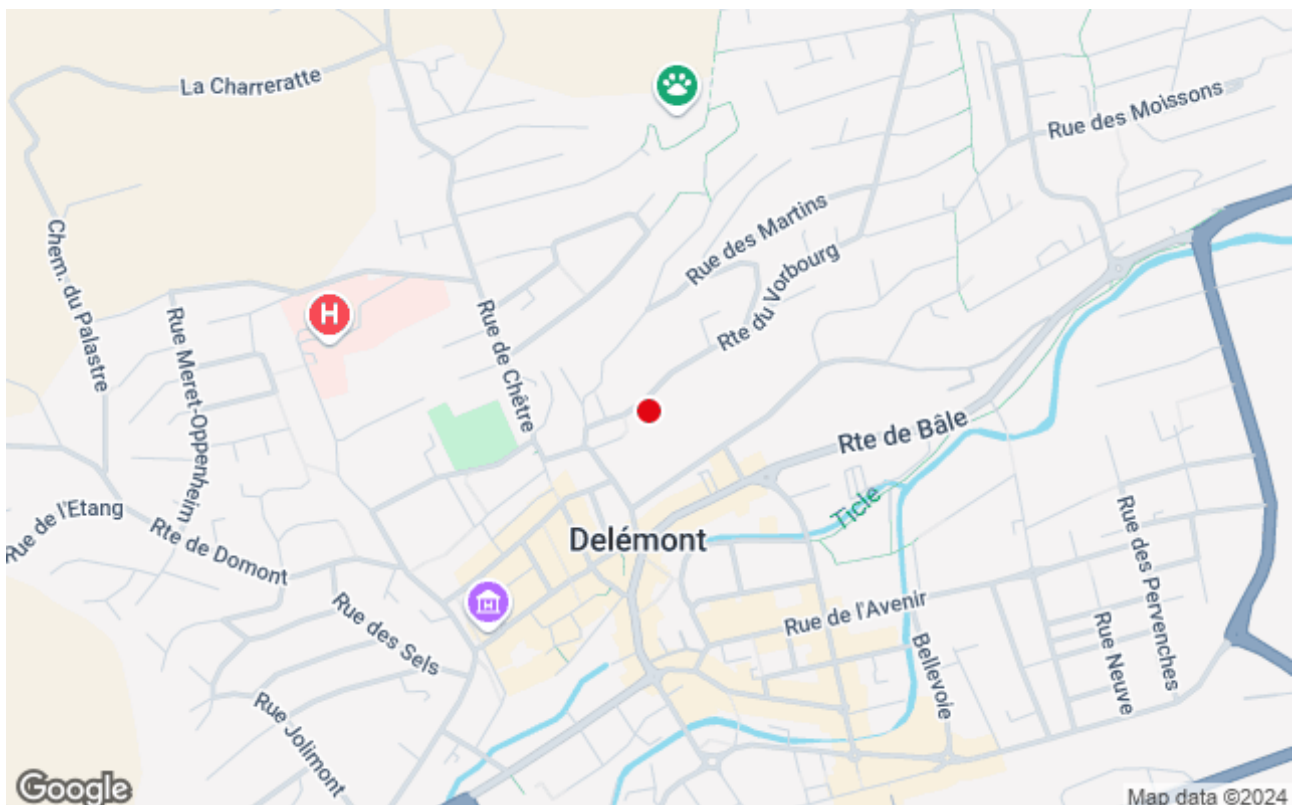 La Charreratte
Rue des Moissons
Chem. du Palastre
Rue des Martins
Rte du Vorbourg
Rue Meret-Oppenheim
Rue de Chêtre
H
Rte de Bâle
Rue de l'Etang
Rte de Domont
Ticle
Delémont
Rue des Pervenches
Rue des Sels
Rue de l'Avenir
Rue Neuve
Bellevoie
Rue Jolimont
Google
Map data ©2024